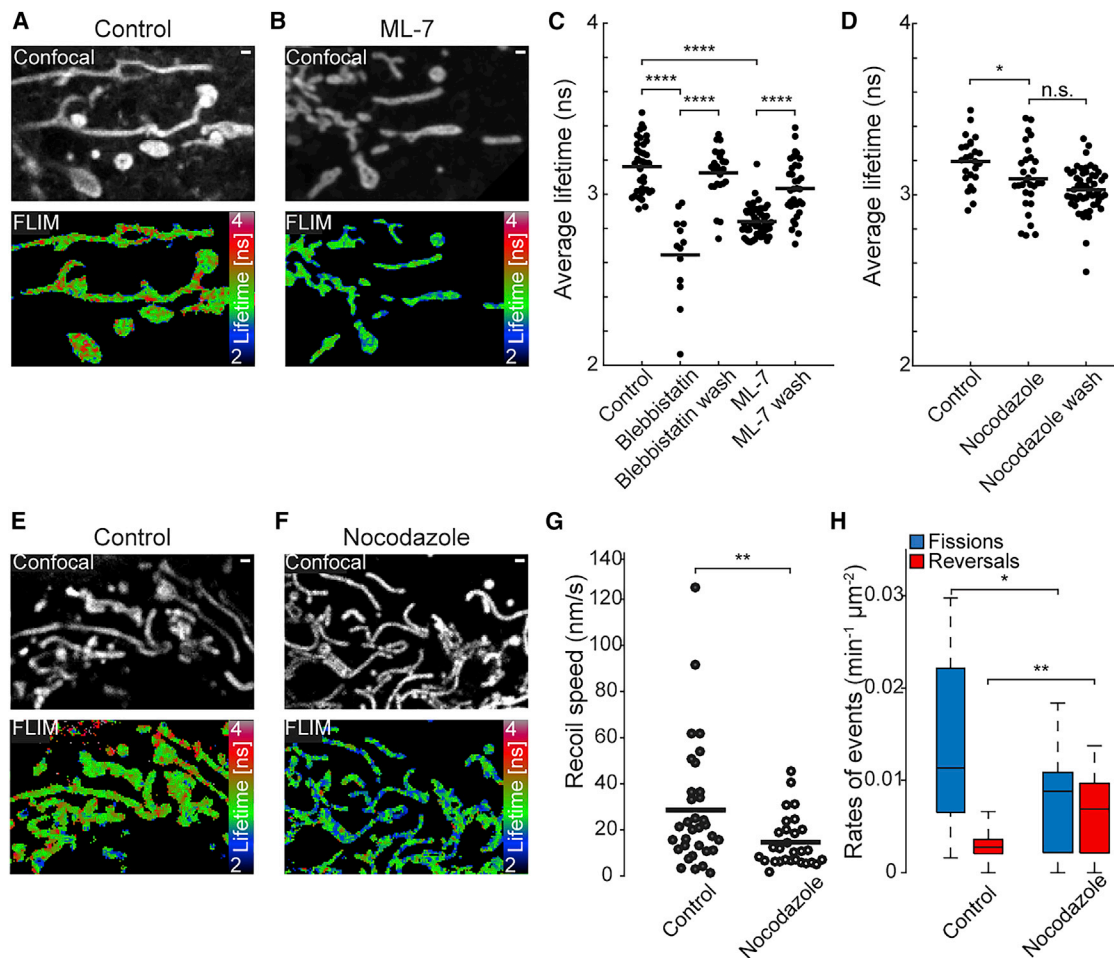 A
Control
Confocal
FLIM
4
Lifetime [ns]
2
B
ML-7
Confocal
FLIM
4
Lifetime [ns]
2
C
Average lifetime (ns)
4
3
2
****
****
****
****
Control
Blebbistatin
Blebbistatin wash
ML-7
ML-7 wash
D
Average lifetime (ns)
4
3
2
*
n.s.
Control
Nocodazole
Nocodazole wash
E
Control
Confocal
FLIM
4
Lifetime [ns]
2
F
Nocodazole
Confocal
FLIM
4
Lifetime [ns]
2
G
Recoil speed (nm/s)
140
120
100
80
60
40
20
0
**
Control
Nocodazole
H
Fissions
Reversals
Rates of events (min⁻¹ μm⁻²)
0.03
0.02
0.01
0
*
**
Control
Nocodazole